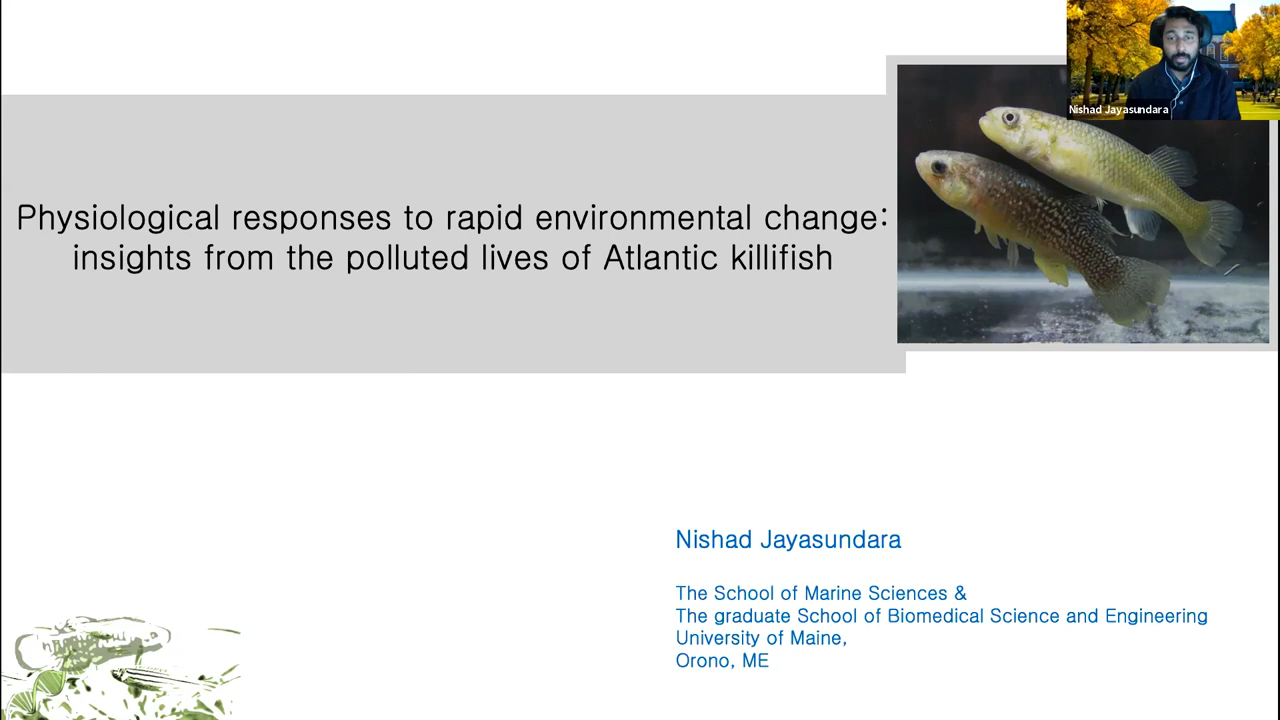 Nishad Jayasundara
Physiological responses to rapid environmental change:
insights from the polluted lives of Atlantic killifish
Nishad Jayasundara
The School of Marine Sciences &
The graduate School of Biomedical Science and Engineering
University of Maine,
Orono, ME